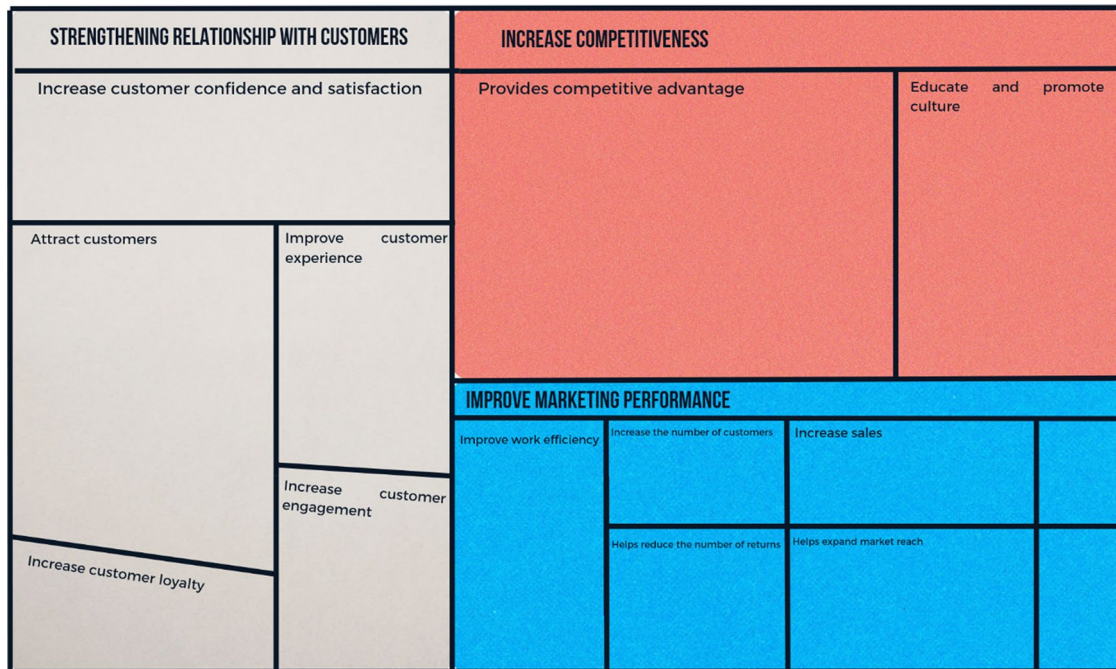 STRENGTHENING RELATIONSHIP WITH CUSTOMERS
Increase customer confidence and satisfaction
Attract customers
Improve customer
experience
Increase customer
engagement
Increase customer loyalty
INCREASE COMPETITIVENESS
Provides competitive advantage
Educate and promote
culture
IMPROVE MARKETING PERFORMANCE
Improve work efficiency
Increase the number of customers
Increase sales
Helps reduce the number of returns
Helps expand market reach